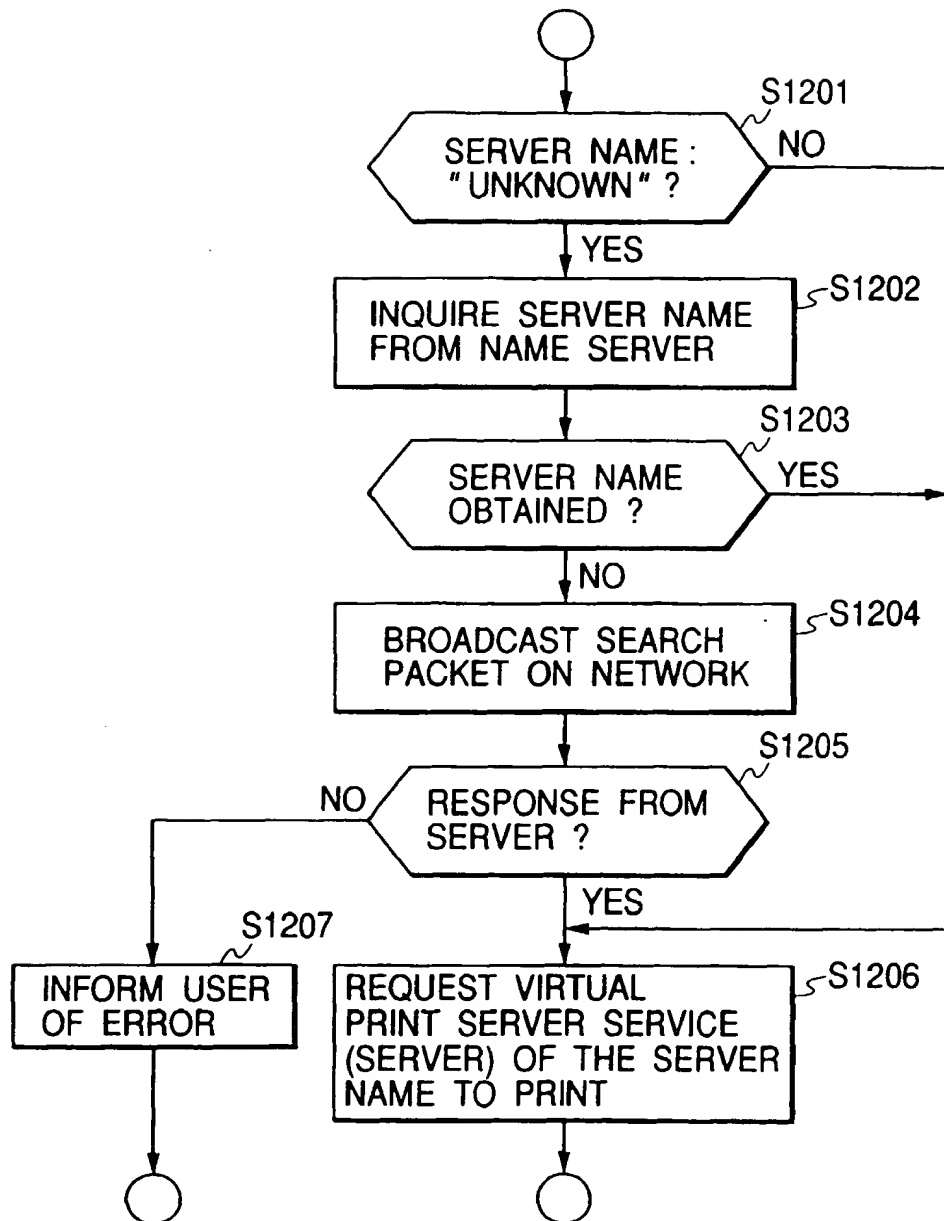 S1201
SERVER NAME :
"UNKNOWN" ?
NO
YES
S1202
INQUIRE SERVER NAME
FROM NAME SERVER
S1203
SERVER NAME
OBTAINED ?
YES
NO
S1204
BROADCAST SEARCH
PACKET ON NETWORK
S1205
NO
RESPONSE FROM
SERVER ?
YES
S1207
INFORM USER
OF ERROR
S1206
REQUEST VIRTUAL
PRINT SERVER SERVICE
(SERVER) OF THE SERVER
NAME TO PRINT